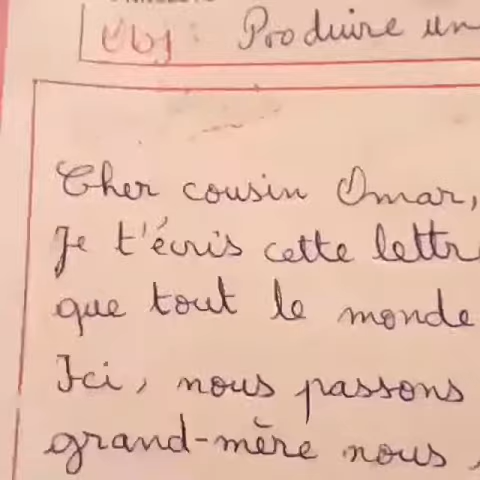 Obj : Produire un
Cher cousin Omar,
Je t'écris cette lettr
que tout le monde
Ici, nous passons
grand-mère nous